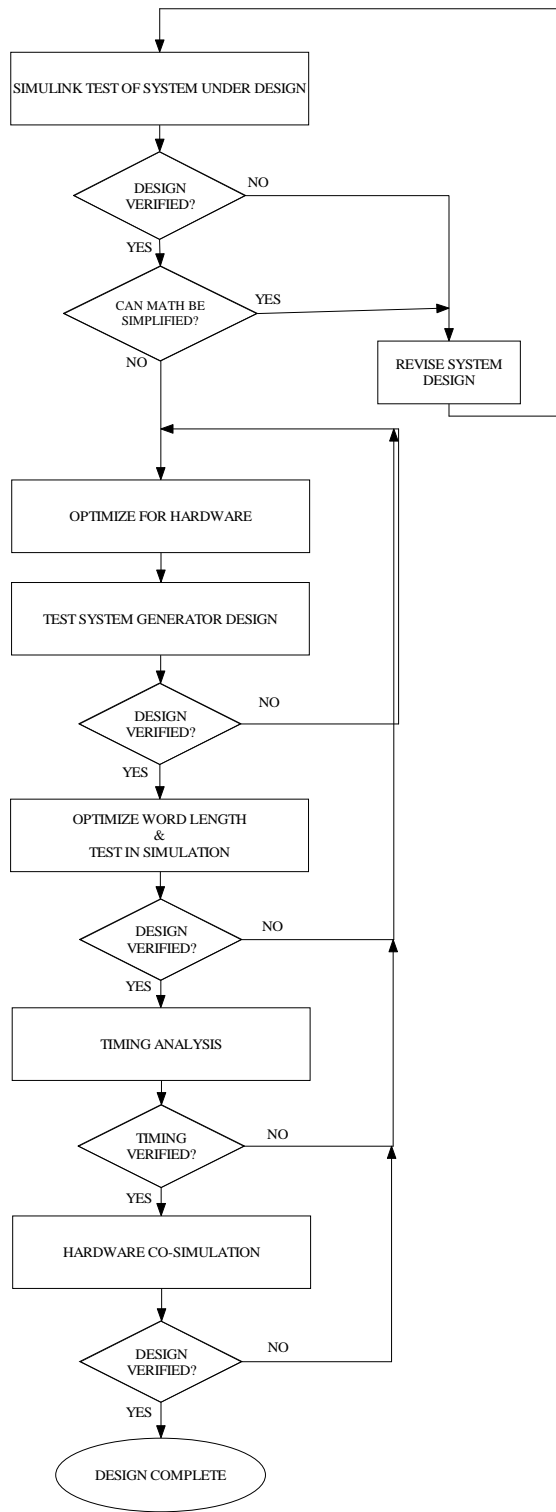 SIMULINK TEST OF SYSTEM UNDER DESIGN
DESIGN
VERIFIED?
NO
YES
CAN MATH BE
SIMPLIFIED?
YES
NO
REVISE SYSTEM
DESIGN
OPTIMIZE FOR HARDWARE
TEST SYSTEM GENERATOR DESIGN
DESIGN
VERIFIED?
NO
YES
OPTIMIZE WORD LENGTH
&
TEST IN SIMULATION
DESIGN
VERIFIED?
NO
YES
TIMING ANALYSIS
TIMING
VERIFIED?
NO
YES
HARDWARE CO-SIMULATION
DESIGN
VERIFIED?
NO
YES
DESIGN COMPLETE